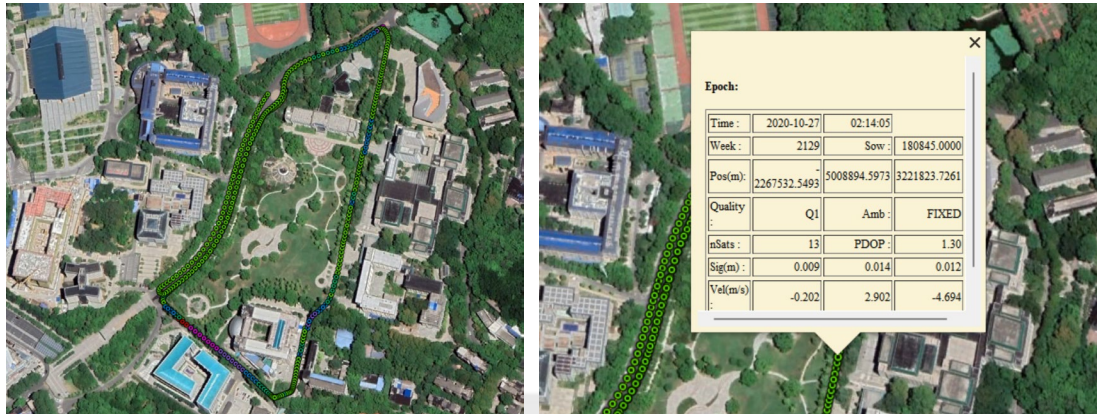 Epoch:
Time : 2020-10-27 02:14:05
Week : 2129 Sow : 180845.0000
Pos(m): -2267532.5493 5008894.5973 3221823.7261
Quality : Q1 Amb : FIXED
nSats : 13 PDOP : 1.30
Sig(m) : 0.009 0.014 0.012
Vel(m/s) : -0.202 2.902 -4.694